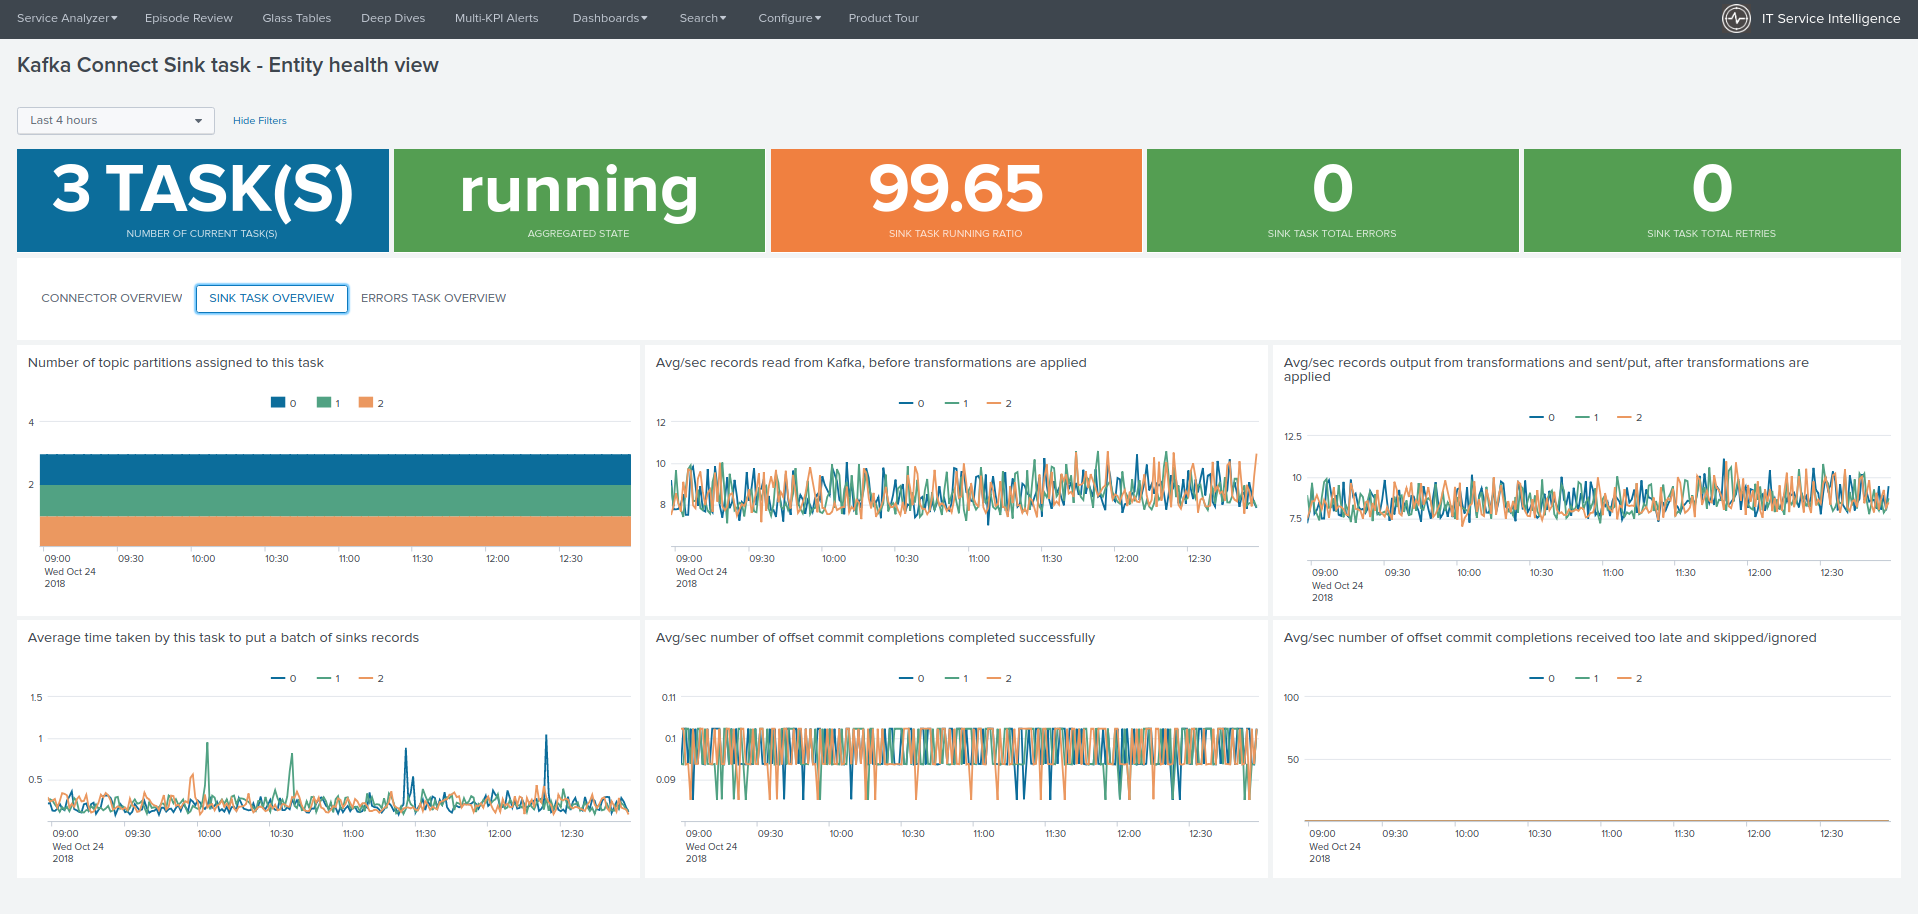 Service Analyzer Episode Review Glass Tables Deep Dives Multi-KPI Alerts Dashboards Search Configure Product Tour IT Service Intelligence
Kafka Connect Sink task - Entity health view
Last 4 hours Hide Filters
3 TASK(S)
NUMBER OF CURRENT TASK(S)
running
AGGREGATED STATE
99.65
SINK TASK RUNNING RATIO
0
SINK TASK TOTAL ERRORS
0
SINK TASK TOTAL RETRIES
CONNECTOR OVERVIEW SINK TASK OVERVIEW ERRORS TASK OVERVIEW
Number of topic partitions assigned to this task
0 1 2
4
2
09:00 09:30 10:00 10:30 11:00 11:30 12:00 12:30
Wed Oct 24
2018
Avg/sec records read from Kafka, before transformations are applied
0 1 2
12
10
8
09:00 09:30 10:00 10:30 11:00 11:30 12:00 12:30
Wed Oct 24
2018
Avg/sec records output from transformations and sent/put, after transformations are
applied
0 1 2
12.5
10
7.5
09:00 09:30 10:00 10:30 11:00 11:30 12:00 12:30
Wed Oct 24
2018
Average time taken by this task to put a batch of sinks records
0 1 2
1.5
1
0.5
09:00 09:30 10:00 10:30 11:00 11:30 12:00 12:30
Wed Oct 24
2018
Avg/sec number of offset commit completions completed successfully
0 1 2
0.11
0.1
0.09
09:00 09:30 10:00 10:30 11:00 11:30 12:00 12:30
Wed Oct 24
2018
Avg/sec number of offset commit completions received too late and skipped/ignored
0 1 2
100
50
09:00 09:30 10:00 10:30 11:00 11:30 12:00 12:30
Wed Oct 24
2018